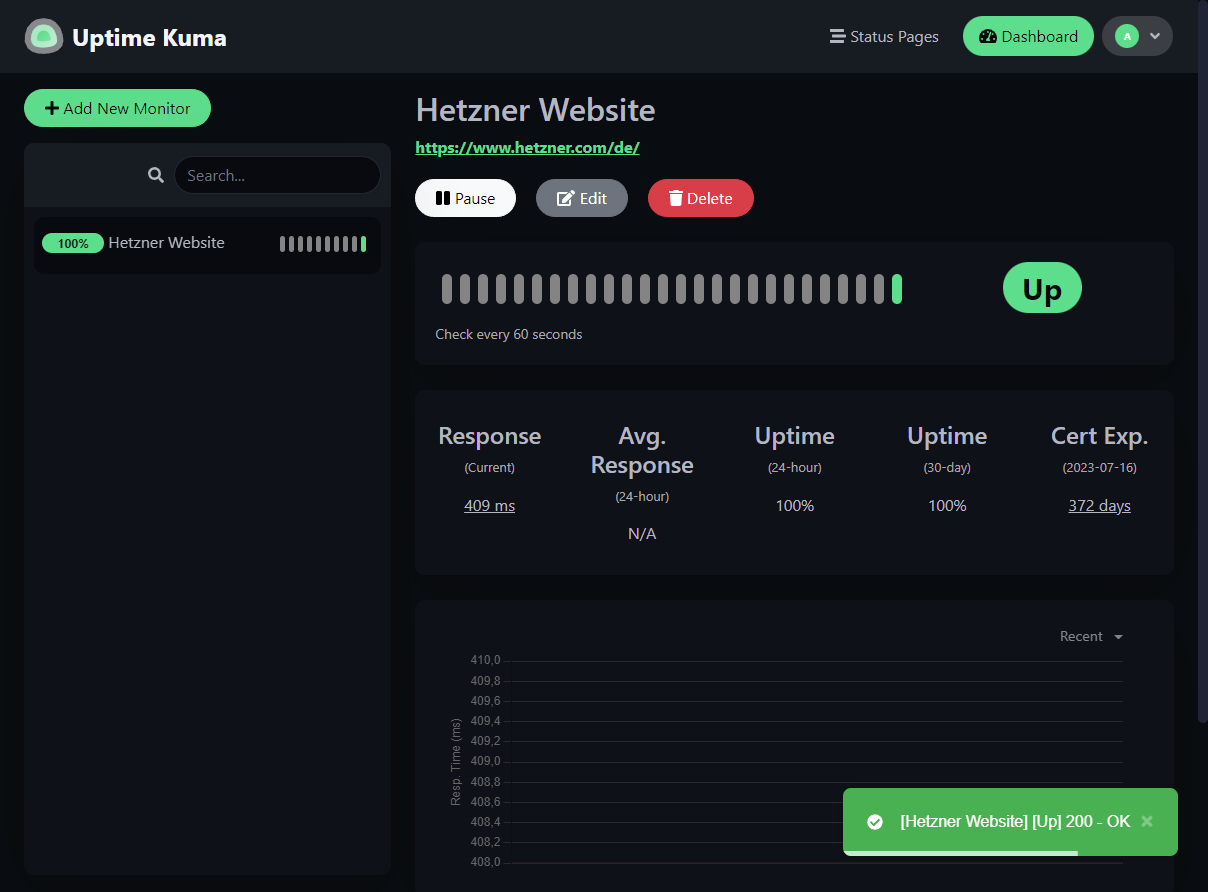 Uptime Kuma
Status Pages
Dashboard
A
Add New Monitor
Search...
100% Hetzner Website
Hetzner Website
https://www.hetzner.com/de/
Pause
Edit
Delete
Up
Check every 60 seconds
Response
(Current)
409 ms
Avg.
Response
(24-hour)
N/A
Uptime
(24-hour)
100%
Uptime
(30-day)
100%
Cert Exp.
(2023-07-16)
372 days
Recent
Resp. Time (ms)
410,0
409,8
409,6
409,4
409,2
409,0
408,8
408,6
408,4
408,2
408,0
[Hetzner Website] [Up] 200 - OK